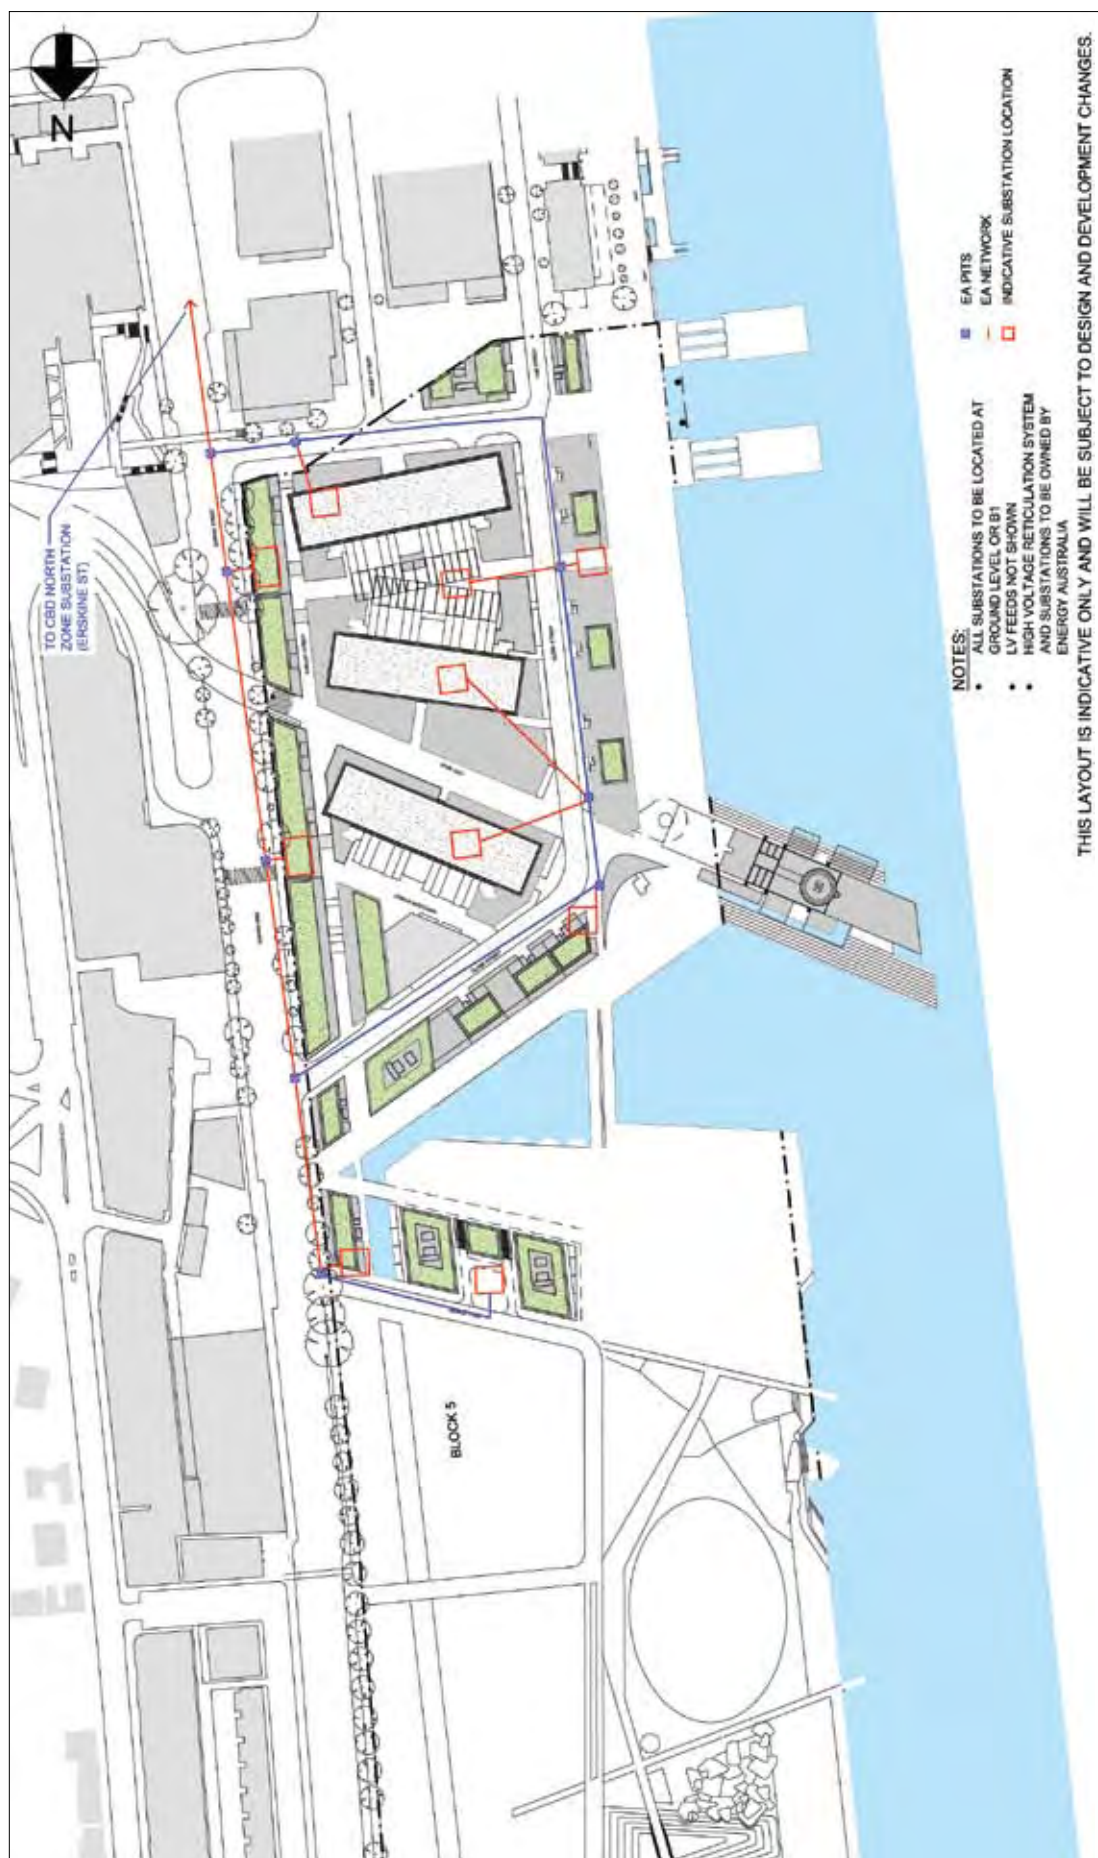 N
TO CBD NORTH
ZONE SUBSTATION
(ERSKINE ST)
BLOCK 5
NOTES:
• ALL SUBSTATIONS TO BE LOCATED AT
GROUND LEVEL OR B1
• LV FEEDS NOT SHOWN
• HIGH VOLTAGE RETICULATION SYSTEM
AND SUBSTATIONS TO BE OWNED BY
ENERGY AUSTRALIA
EA PITS
EA NETWORK
INDICATIVE SUBSTATION LOCATION
THIS LAYOUT IS INDICATIVE ONLY AND WILL BE SUBJECT TO DESIGN AND DEVELOPMENT CHANGES.